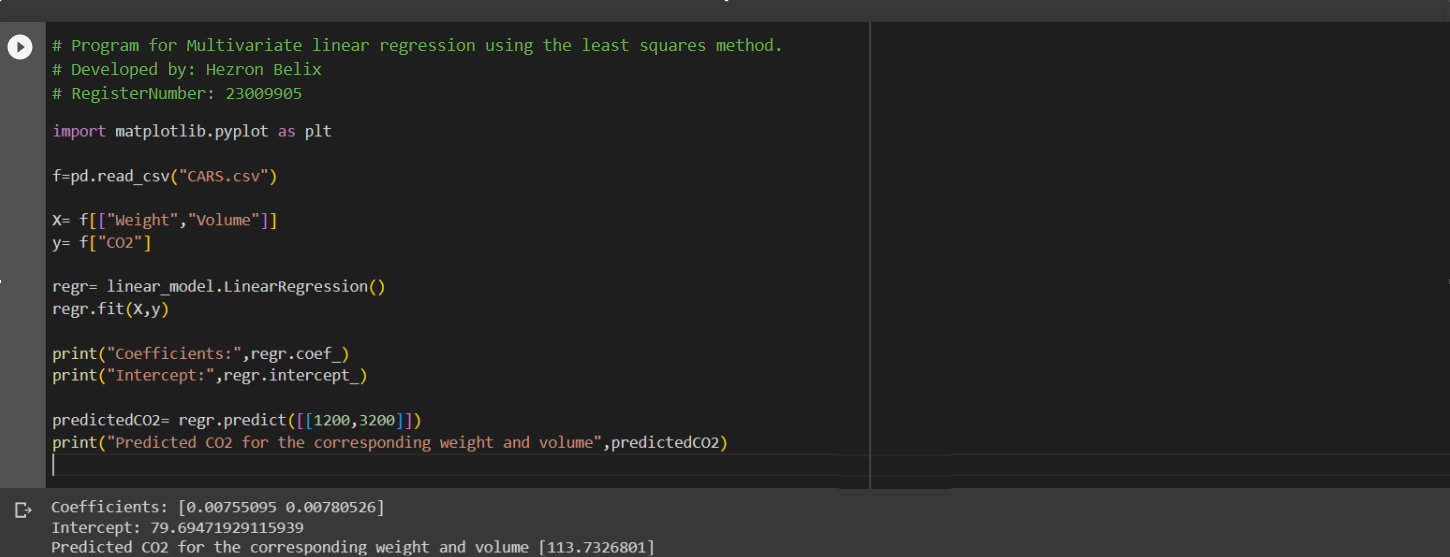 # Program for Multivariate linear regression using the least squares method.
# Developed by: Hezron Belix
# RegisterNumber: 23009905
import matplotlib.pyplot as plt
f=pd.read_csv("CARS.csv")
X= f[["Weight","Volume"]]
y= f["CO2"]
regr= linear_model.LinearRegression()
regr.fit(X,y)
print("Coefficients:",regr.coef_)
print("Intercept:",regr.intercept_)
predictedCO2= regr.predict([[1200,3200]])
print("Predicted CO2 for the corresponding weight and volume",predictedCO2)
Coefficients: [0.00755095 0.00780526]
Intercept: 79.69471929115939
Predicted CO2 for the corresponding weight and volume [113.7326801]